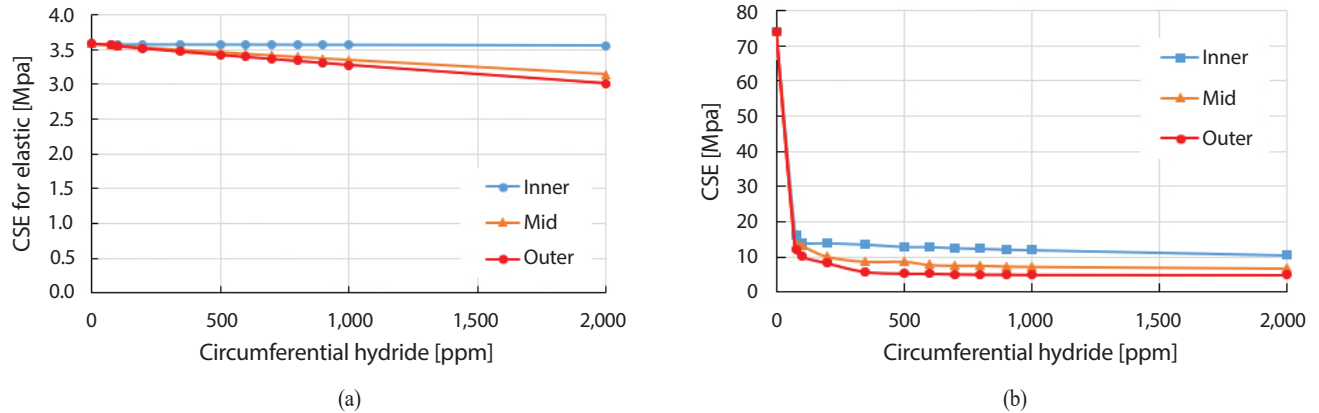 CSE for elastic [Mpa]
4.0
3.5
3.0
2.5
2.0
1.5
1.0
0.5
0.0
0
500
1,000
1,500
2,000
Circumferential hydride [ppm]
Inner
Mid
Outer
(a)
CSE [Mpa]
80
70
60
50
40
30
20
10
0
0
500
1,000
1,500
2,000
Circumferential hydride [ppm]
Inner
Mid
Outer
(b)